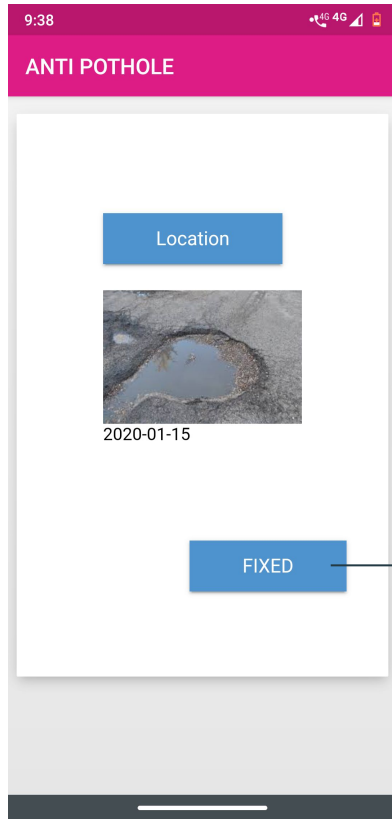 9:38
4G 4G
ANTI POTHOLE
Location
2020-01-15
FIXED